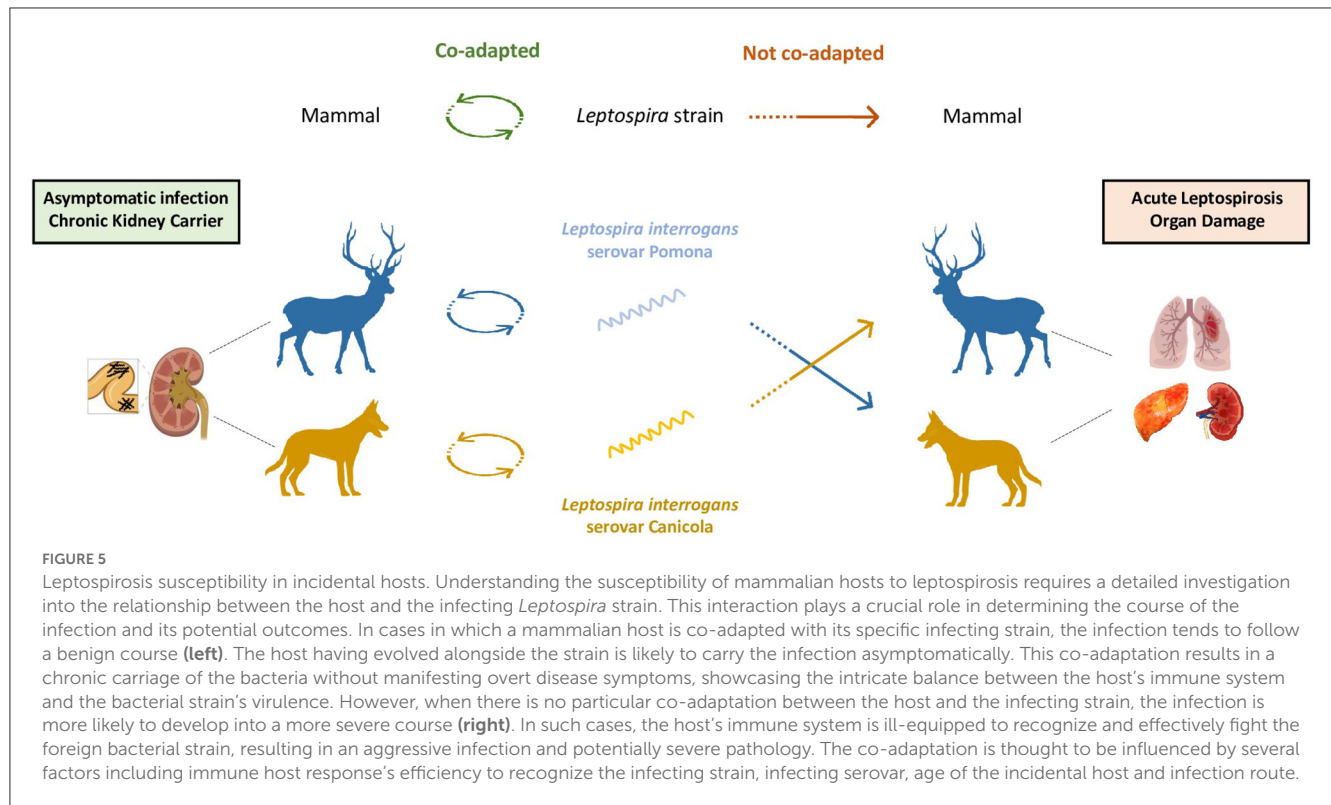 Co-adapted
Not co-adapted
Mammal
Leptospira strain
Mammal
Asymptomatic infection
Chronic Kidney Carrier
Acute Leptospirosis
Organ Damage
Leptospira interrogans
serovar Pomona
Leptospira interrogans
serovar Canicola
FIGURE 5
Leptospirosis susceptibility in incidental hosts. Understanding the susceptibility of mammalian hosts to leptospirosis requires a detailed investigation
into the relationship between the host and the infecting Leptospira strain. This interaction plays a crucial role in determining the course of the
infection and its potential outcomes. In cases in which a mammalian host is co-adapted with its specific infecting strain, the infection tends to follow
a benign course (left). The host having evolved alongside the strain is likely to carry the infection asymptomatically. This co-adaptation results in a
chronic carriage of the bacteria without manifesting overt disease symptoms, showcasing the intricate balance between the host's immune system
and the bacterial strain's virulence. However, when there is no particular co-adaptation between the host and the infecting strain, the infection is
more likely to develop into a more severe course (right). In such cases, the host's immune system is ill-equipped to recognize and effectively fight the
foreign bacterial strain, resulting in an aggressive infection and potentially severe pathology. The co-adaptation is thought to be influenced by several
factors including immune host response's efficiency to recognize the infecting strain, infecting serovar, age of the incidental host and infection route.